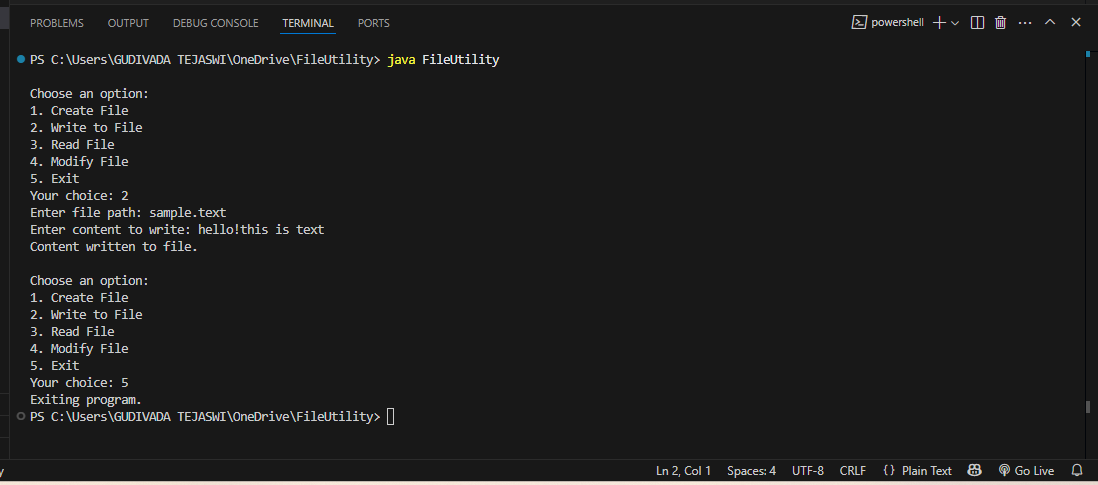 PROBLEMS OUTPUT DEBUG CONSOLE TERMINAL PORTS powershell
PS C:\Users\GUDIVADA TEJASWI\OneDrive\FileUtility> java FileUtility
Choose an option:
1. Create File
2. Write to File
3. Read File
4. Modify File
5. Exit
Your choice: 2
Enter file path: sample.text
Enter content to write: hello!this is text
Content written to file.
Choose an option:
1. Create File
2. Write to File
3. Read File
4. Modify File
5. Exit
Your choice: 5
Exiting program.
PS C:\Users\GUDIVADA TEJASWI\OneDrive\FileUtility>
Ln 2, Col 1 Spaces: 4 UTF-8 CRLF {} Plain Text Go Live